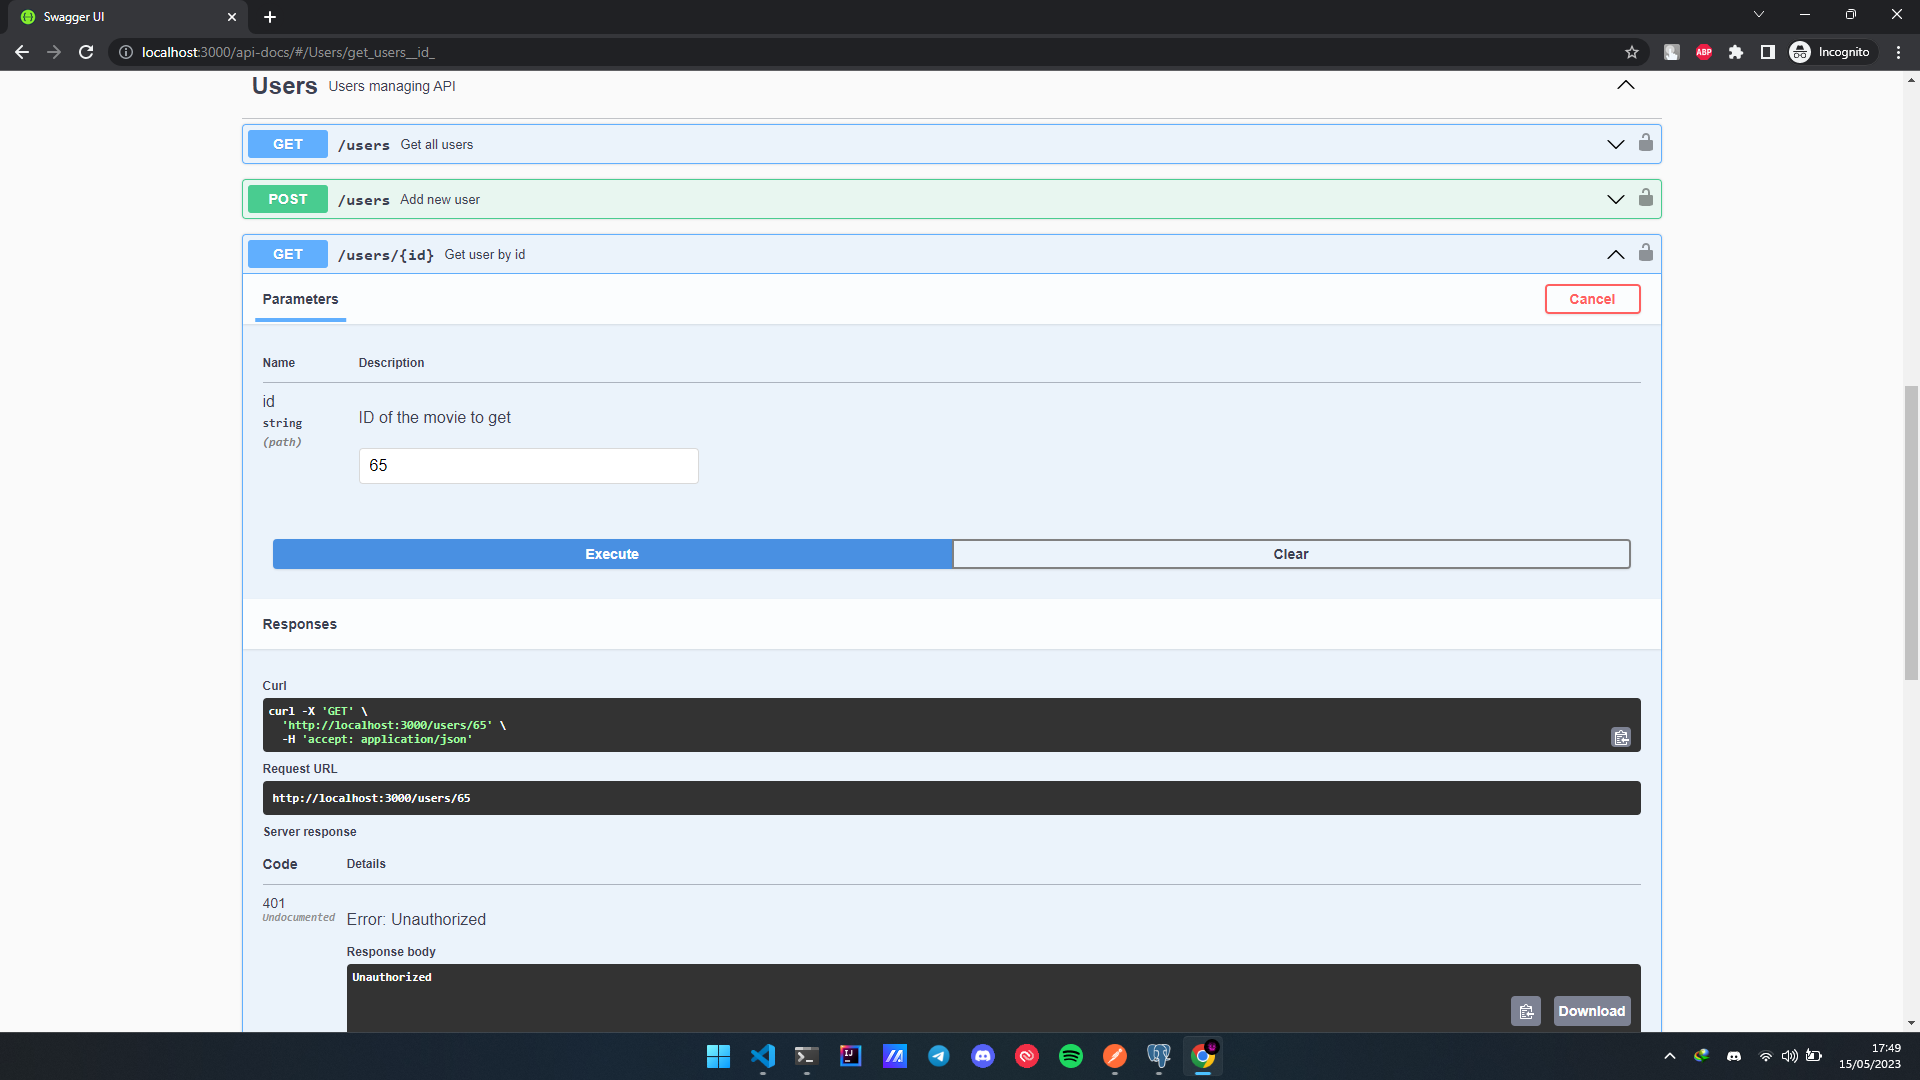 Swagger UI
localhost:3000/api-docs/#/Users/get_users__id_
ABP
Incognito
Users Users managing API
GET /users Get all users
POST /users Add new user
GET /users/{id} Get user by id
Parameters
Cancel
Name Description
id
string
(path)
ID of the movie to get
65
Execute
Clear
Responses
Curl
curl -X 'GET' \
'http://localhost:3000/users/65' \
-H 'accept: application/json'
Request URL
http://localhost:3000/users/65
Server response
Code Details
401
Undocumented
Error: Unauthorized
Response body
Unauthorized
Download
IJ
17:49
15/05/2023